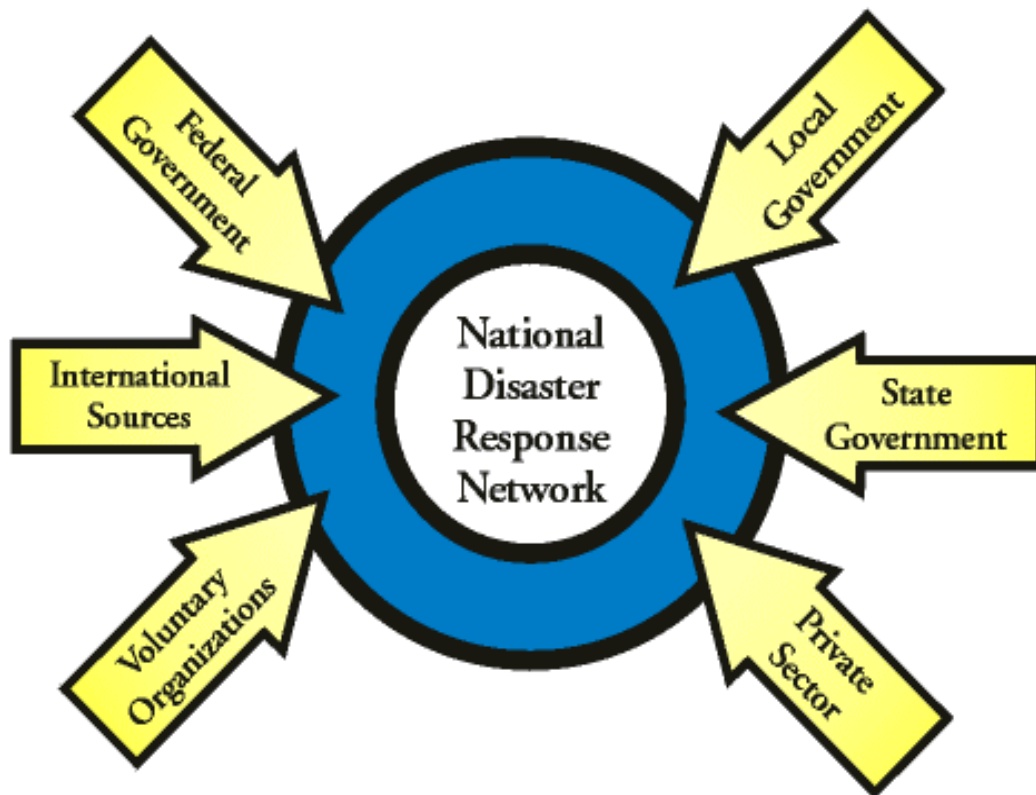 Federal
Government
Local
Government
International
Sources
National
Disaster
Response
Network
State
Government
Voluntary
Organizations
Private
Sector